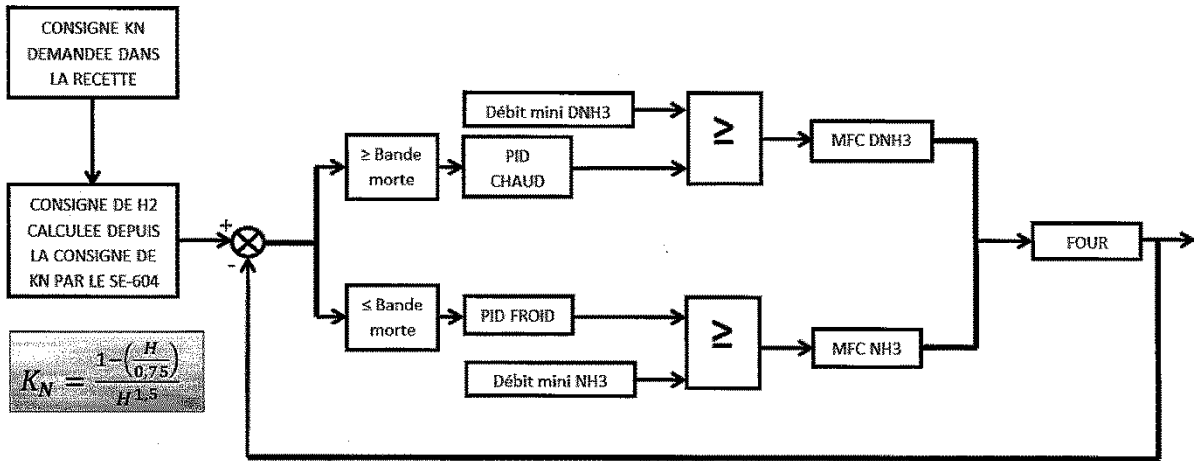 CONSIGNE KN
DEMANDEE DANS
LA RECETTE
CONSIGNE DE H2
CALCULEE DEPUIS
LA CONSIGNE DE
KN PAR LE SE-604
+
-
≥ Bande
morte
≤ Bande
morte
Débit mini DNH3
PID
CHAUD
PID FROID
Débit mini NH3
≥
≥
MFC DNH3
MFC NH3
FOUR
K_N = (1-(H/0,75))/H^1,5